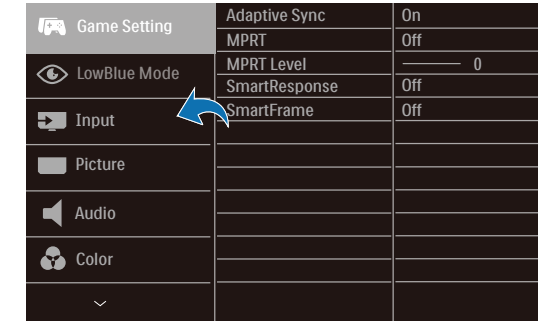 Game Setting
LowBlue Mode
Input
Picture
Audio
Color
Adaptive Sync On
MPRT Off
MPRT Level 0
SmartResponse Off
SmartFrame Off